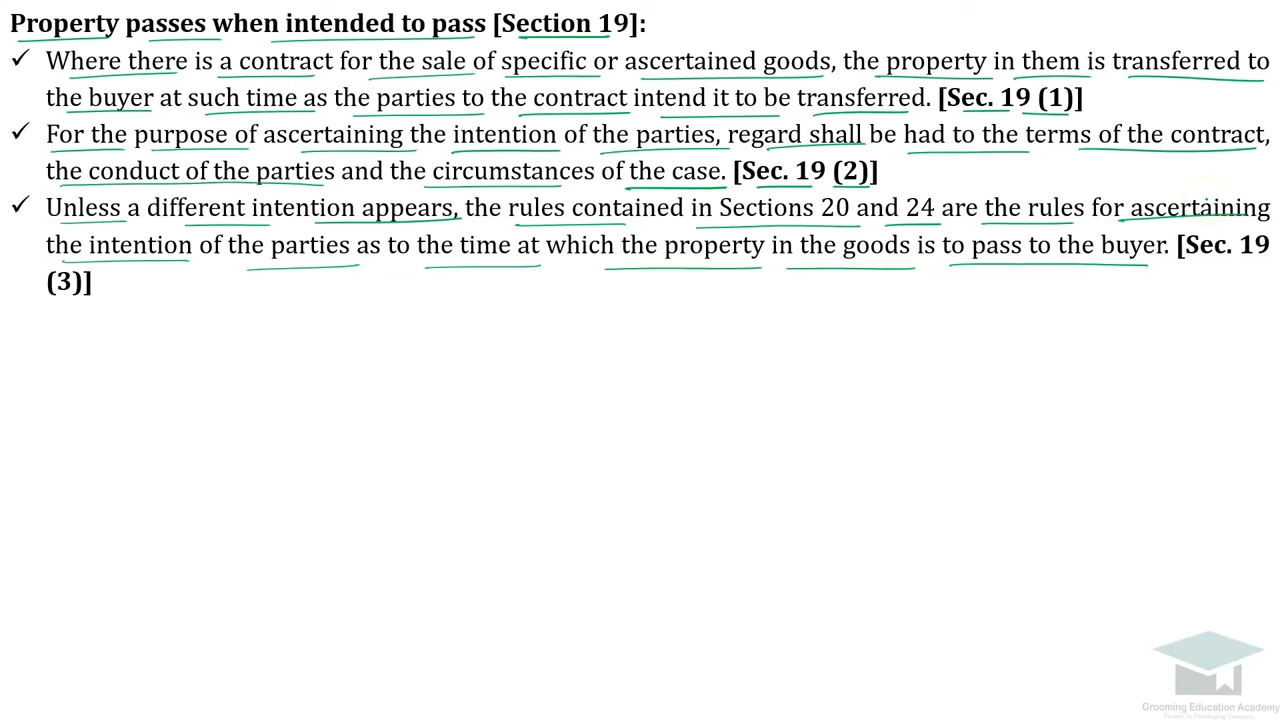 Property passes when intended to pass [Section 19]:
✓ Where there is a contract for the sale of specific or ascertained goods, the property in them is transferred to
the buyer at such time as the parties to the contract intend it to be transferred. [Sec. 19 (1)]
✓ For the purpose of ascertaining the intention of the parties, regard shall be had to the terms of the contract,
the conduct of the parties and the circumstances of the case. [Sec. 19 (2)]
✓ Unless a different intention appears, the rules contained in Sections 20 and 24 are the rules for ascertaining
the intention of the parties as to the time at which the property in the goods is to pass to the buyer. [Sec. 19
(3)]
Grooming Education Academy